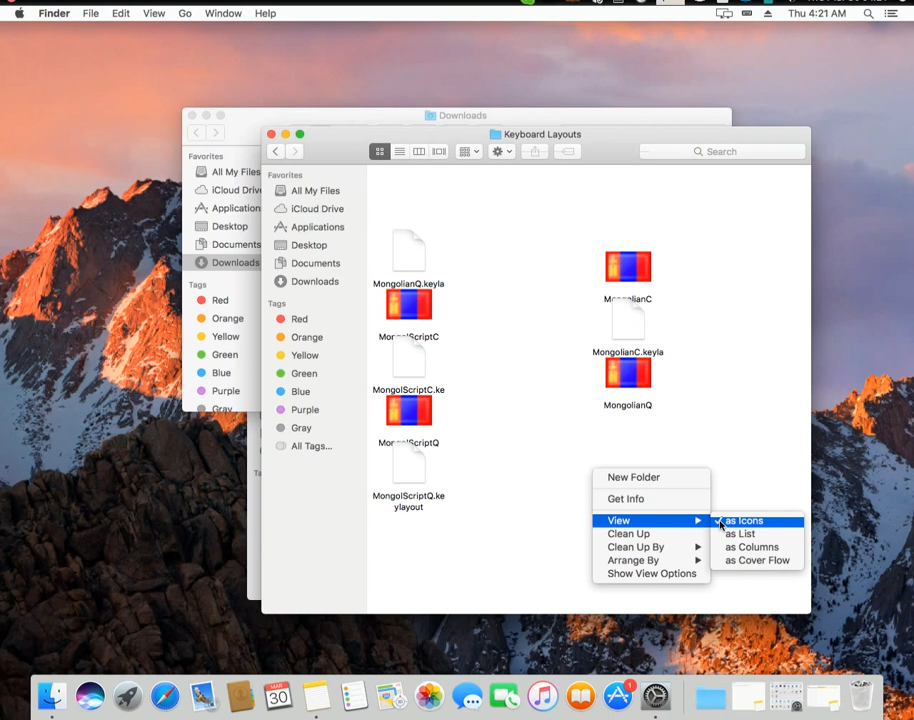 Finder File Edit View Go Window Help Thu 4:21 AM
Downloads
Keyboard Layouts
Search
Favorites
All My Files
iCloud Drive
Applications
Desktop
Documents
Downloads
Tags
Red
Orange
Yellow
Green
Blue
Purple
Gray
Favorites
All My Files
iCloud Drive
Applications
Desktop
Documents
Downloads
Tags
Red
Orange
Yellow
Green
Blue
Purple
Gray
All Tags...
MongolianQ.keyla
MongolScriptC
MongolScriptC.ke
MongolScriptQ
MongolScriptQ.ke
ylayout
MongolianC
MongolianC.keyla
MongolianQ
New Folder
Get Info
View
Clean Up
Clean Up By
Arrange By
Show View Options
as Icons
as List
as Columns
as Cover Flow
MAR
30
1